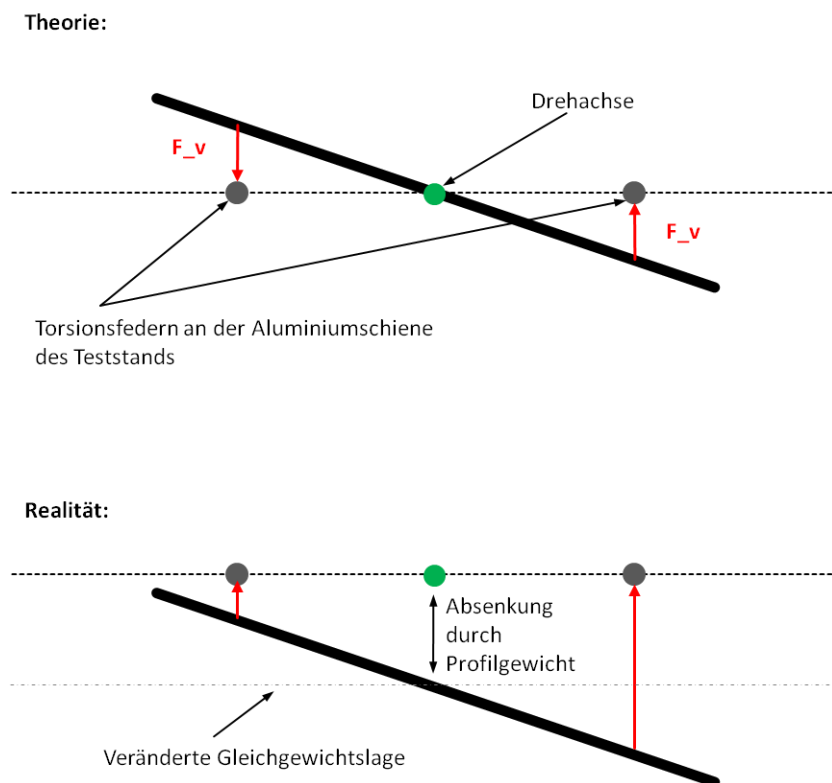 Theorie:
Drehachse
F_v
F_v
Torsionsfedern an der Aluminiumschiene
des Teststands
Realität:
Absenkung
durch
Profilgewicht
Veränderte Gleichgewichtslage